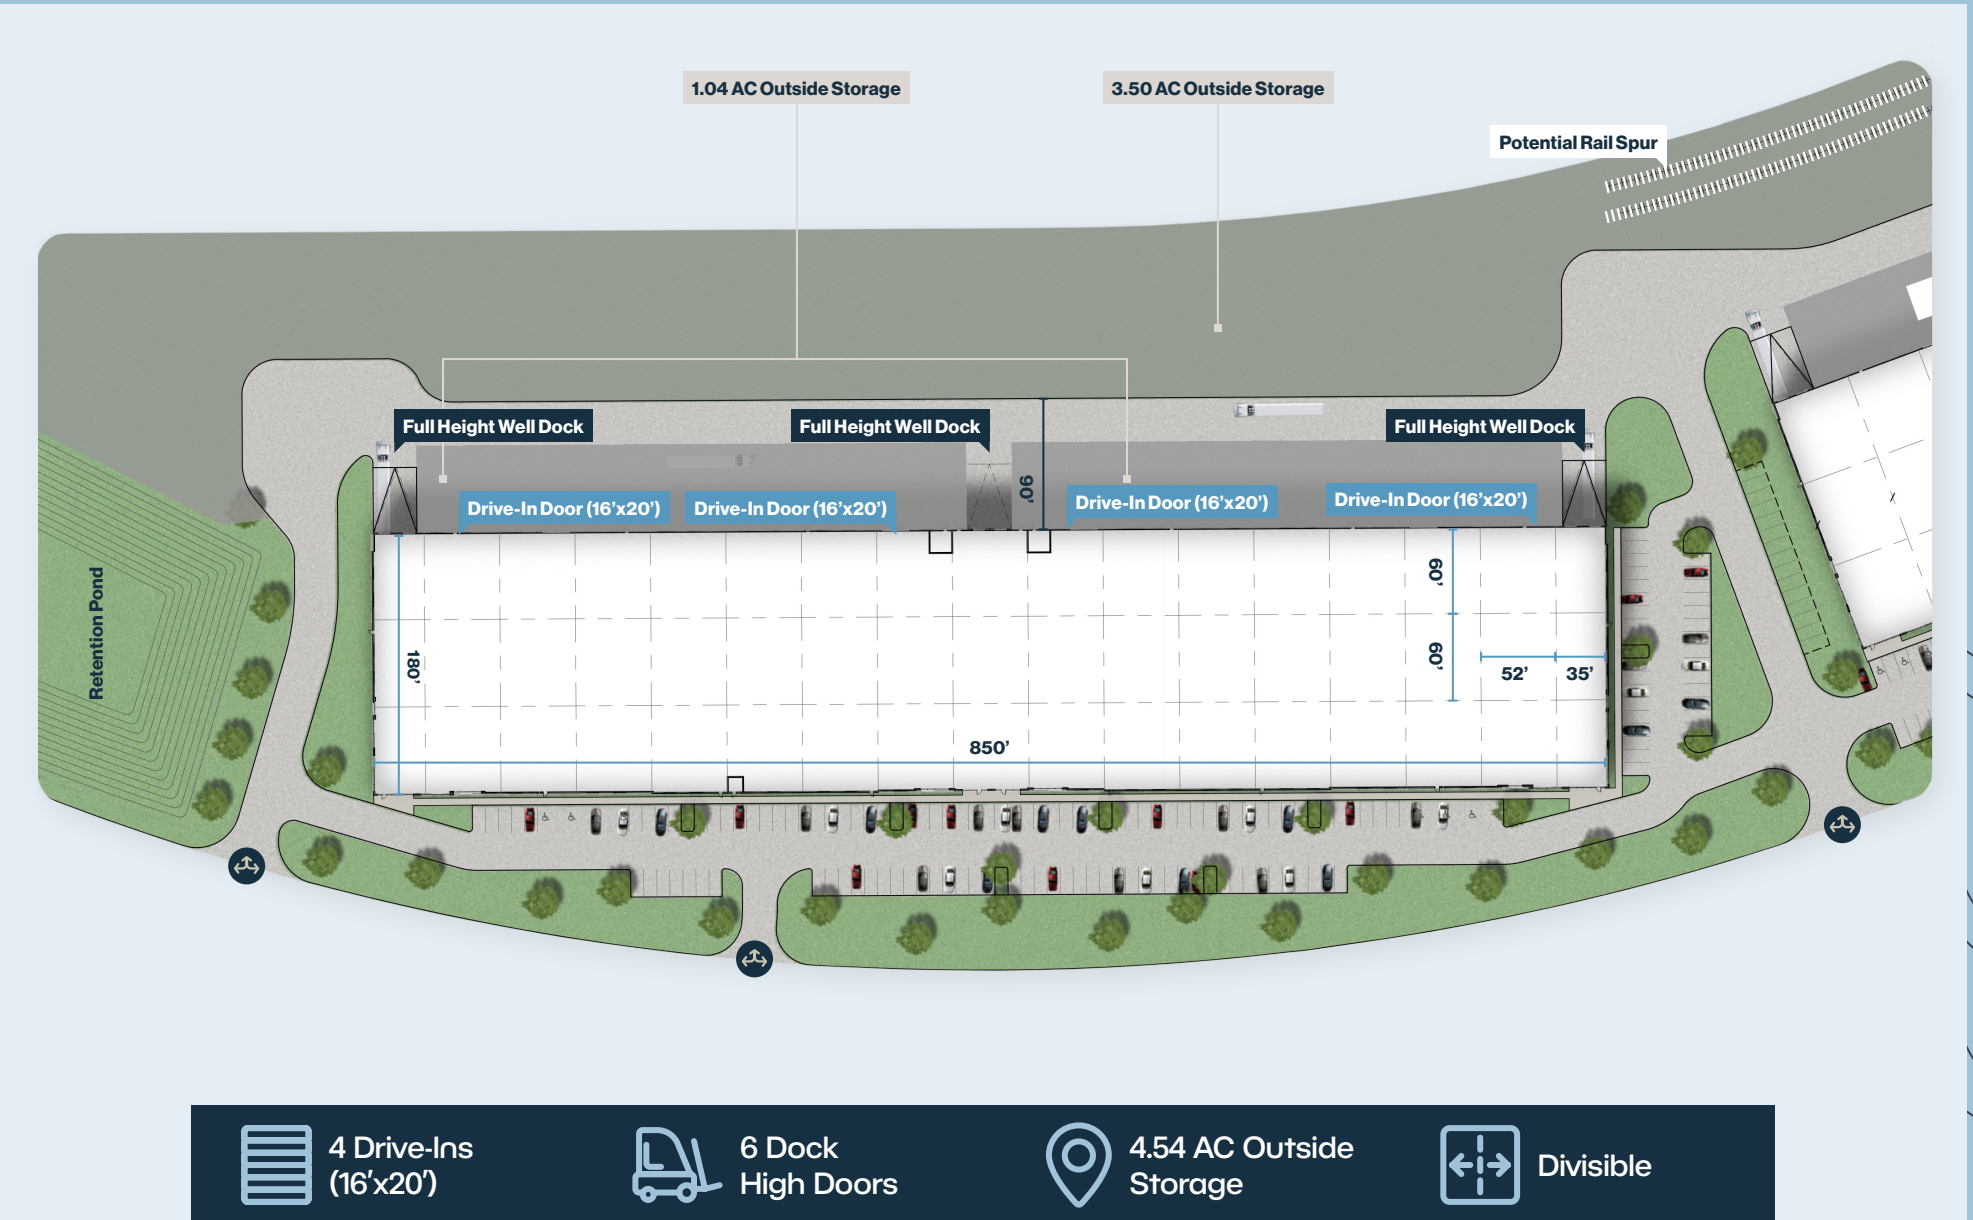 1.04 AC Outside Storage
3.50 AC Outside Storage
Potential Rail Spur
Full Height Well Dock
Full Height Well Dock
Full Height Well Dock
Drive-In Door (16’x20’)
Drive-In Door (16’x20’)
90’
Drive-In Door (16’x20’)
Drive-In Door (16’x20’)
Retention Pond
180’
60’
60’
52’
35’
850’
4 Drive-Ins
(16'x20')
6 Dock
High Doors
4.54 AC Outside
Storage
Divisible